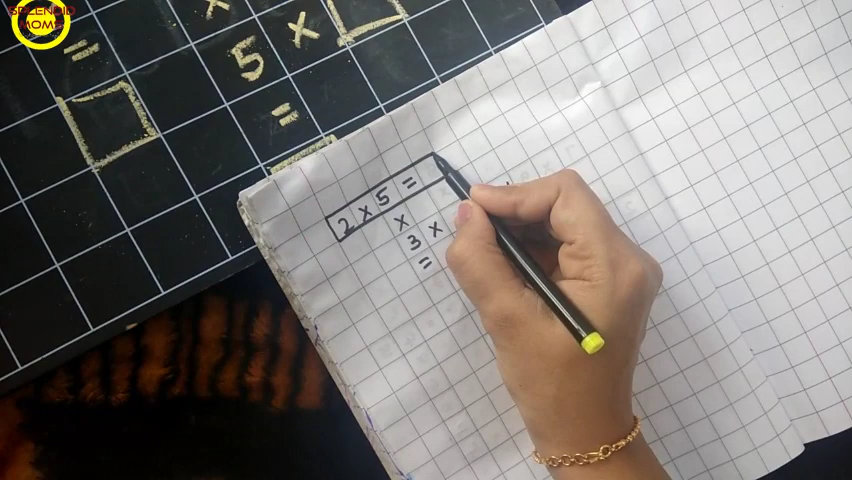 SPLENDID
MOMS
×
=
5 ×
=
2 × 5 =
×
3 ×
=